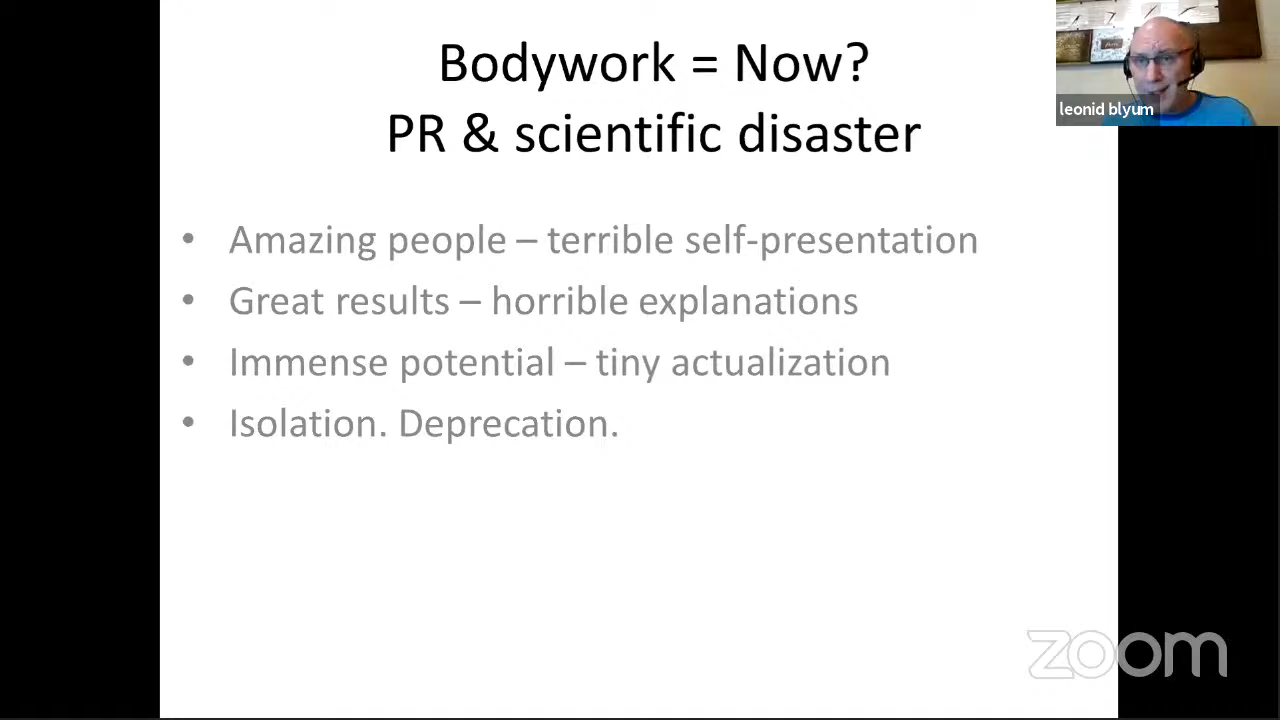 Bodywork = Now?
PR & scientific disaster
leonid blyum
• Amazing people – terrible self-presentation
• Great results – horrible explanations
• Immense potential – tiny actualization
• Isolation. Deprecation.
zoom